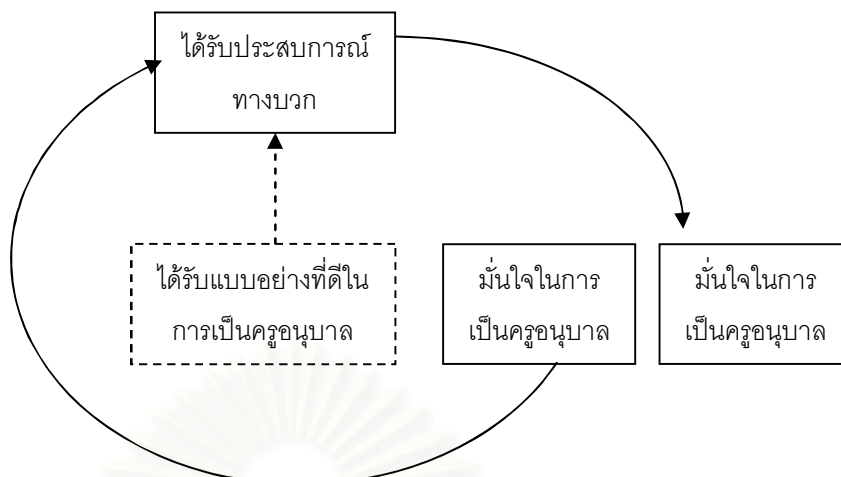 ได้รับประสบการณ์
ทางบวก
ได้รับแบบอย่างที่ดีใน
การเป็นครูอนุบาล
มั่นใจในการ
เป็นครูอนุบาล
มั่นใจในการ
เป็นครูอนุบาล